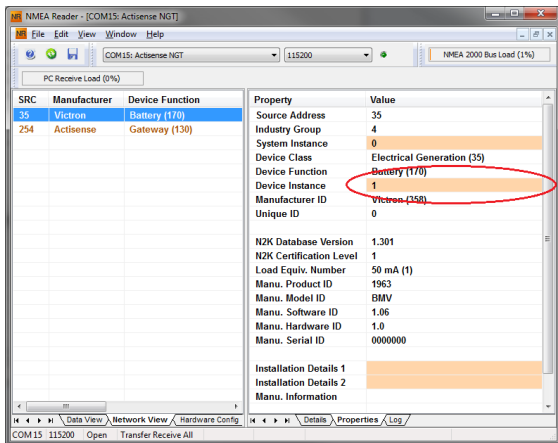 NMEA Reader - [COM15: Actisense NGT]
File Edit View Window Help
COM15: Actisense NGT 115200 NMEA 2000 Bus Load (1%)
PC Receive Load (0%)
SRC Manufacturer Device Function
35 Victron Battery (170)
254 Actisense Gateway (130)
Property Value
Source Address 35
Industry Group 4
System Instance 0
Device Class Electrical Generation (35)
Device Function Battery (170)
Device Instance 1
Manufacturer ID Victron (358)
Unique ID 0
N2K Database Version 1.301
N2K Certification Level 1
Load Equiv. Number 50 mA (1)
Manu. Product ID 1963
Manu. Model ID BMV
Manu. Software ID 1.06
Manu. Hardware ID 1.0
Manu. Serial ID 0000000
Installation Details 1
Installation Details 2
Manu. Information
Data View Network View Hardware Config Details Properties Log
COM 15 115200 Open Transfer Receive All